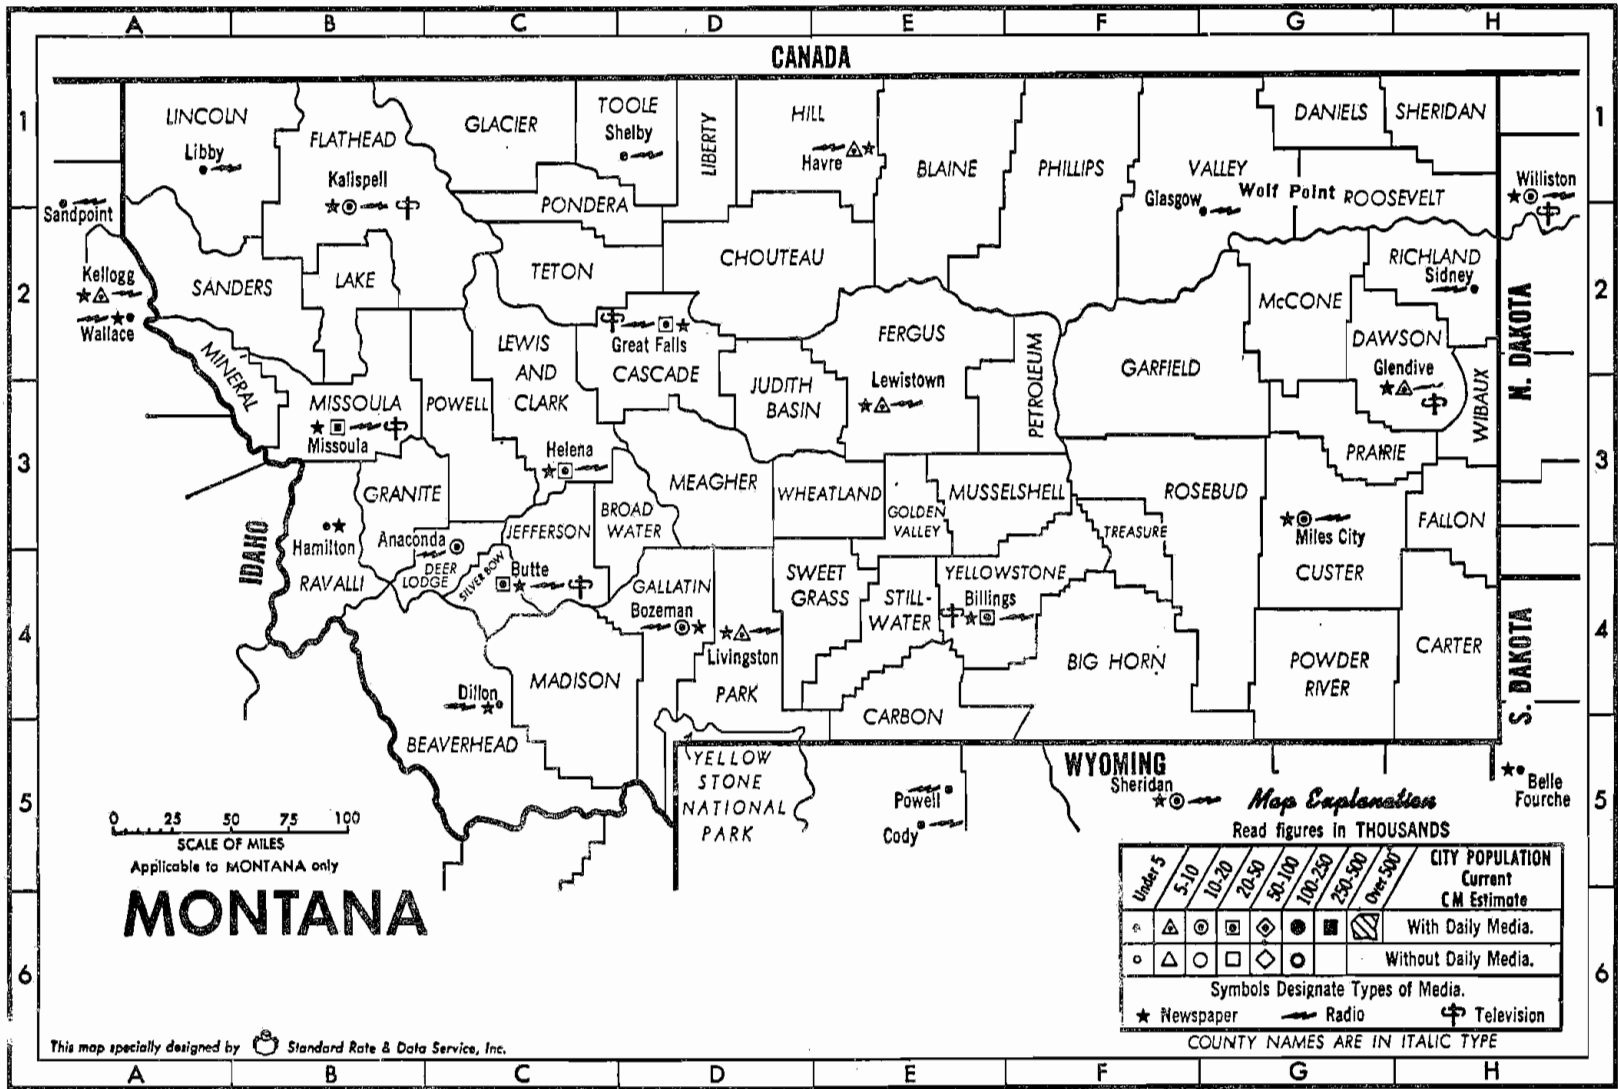 A B C D E F G H
CANADA
1
LINCOLN
Libby
FLATHEAD
Kalispell
GLACIER
TOOLE
Shelby
LIBERTY
HILL
Havre
BLAINE
PHILLIPS
VALLEY
Glasgow
Wolf Point
DANIELS
SHERIDAN
ROOSEVELT
Williston
1
Sandpoint
PONDERA
2
Kellogg
Wallace
SANDERS
LAKE
TETON
CHOUTEAU
RICHLAND
Sidney
McCONE
2
MINERAL
LEWIS
AND
CLARK
Great Falls
CASCADE
FERGUS
Lewistown
JUDITH
BASIN
PETROLEUM
GARFIELD
DAWSON
Glendive
WIBAUX
N. DAKOTA
MISSOULA
Missoula
POWELL
3
Helena
MEAGHER
WHEATLAND
GOLDEN
VALLEY
MUSSELSHELL
ROSEBUD
PRAIRIE
3
GRANITE
BROAD
WATER
JEFFERSON
TREASURE
Miles City
CUSTER
FALLON
IDAHO
Hamilton
RAVALLI
Anaconda
DEER
LODGE
SILVER BOW
Butte
GALLATIN
Bozeman
SWEET
GRASS
STILL-
WATER
YELLOWSTONE
Billings
4
Livingston
PARK
BIG HORN
POWDER
RIVER
CARTER
S. DAKOTA
4
Dillon
MADISON
BEAVERHEAD
CARBON
YELLOW
STONE
NATIONAL
PARK
WYOMING
Sheridan
Powell
Cody
Belle
Fourche
5
5
0 25 50 75 100
SCALE OF MILES
Applicable to MONTANA only
MONTANA
Map Explanation
Read figures in THOUSANDS
Under 5 5-10 10-20 20-50 50-100 100-250 250-500 Over 500
CITY POPULATION
Current
CM Estimate
With Daily Media.
Without Daily Media.
Symbols Designate Types of Media.
Newspaper Radio Television
COUNTY NAMES ARE IN ITALIC TYPE
6
6
This map specially designed by Standard Rate & Data Service, Inc.
A B C D E F G H